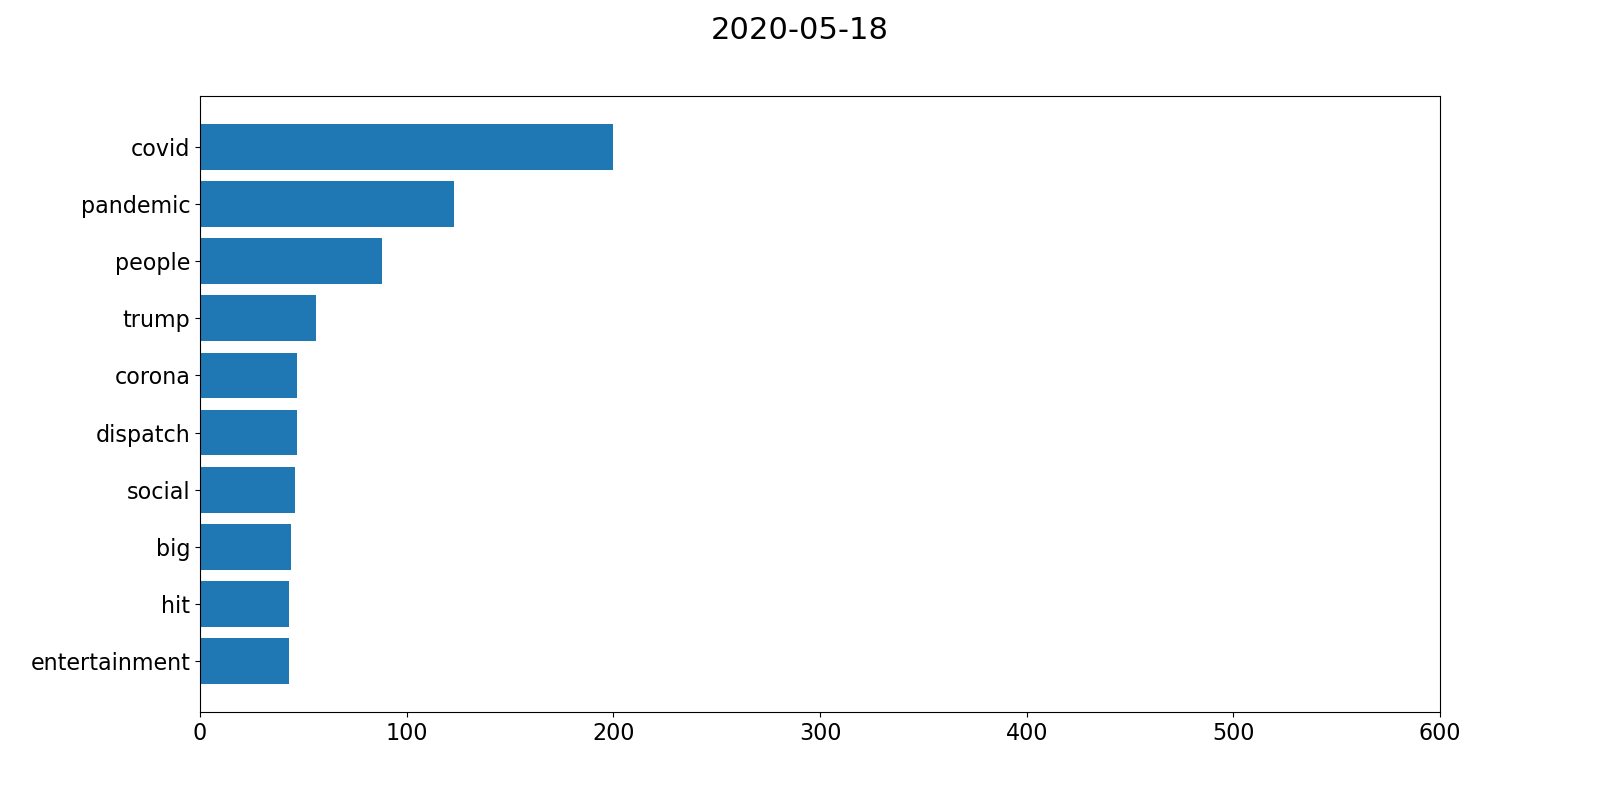 2020-05-18
covid
pandemic
people
trump
corona
dispatch
social
big
hit
entertainment
0 100 200 300 400 500 600